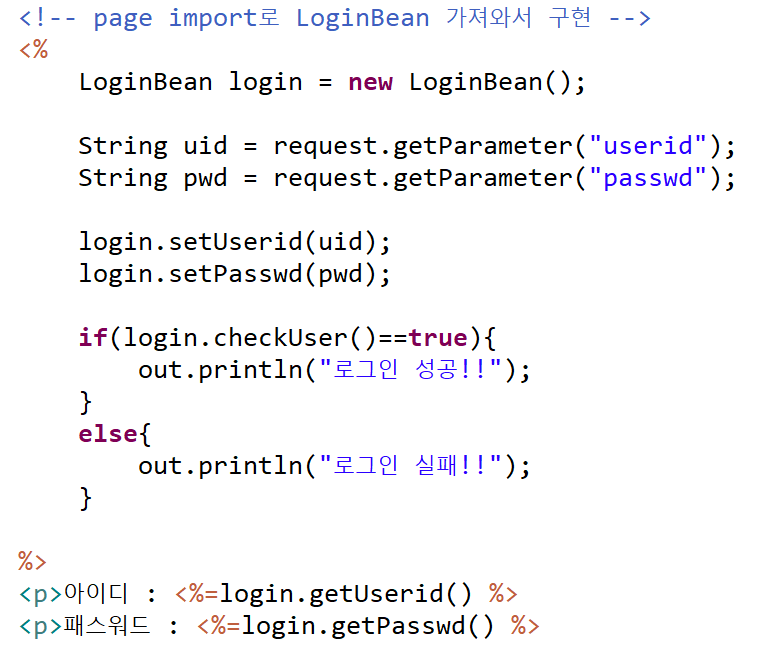 <!-- page import로 LoginBean 가져와서 구현 -->
<%
LoginBean login = new LoginBean();
String uid = request.getParameter("userid");
String pwd = request.getParameter("passwd");
login.setUserid(uid);
login.setPasswd(pwd);
if(login.checkUser()==true){
out.println("로그인 성공!!");
}
else{
out.println("로그인 실패!!");
}
%>
<p>아이디 : <%=login.getUserid() %>
<p>패스워드 : <%=login.getPasswd() %>